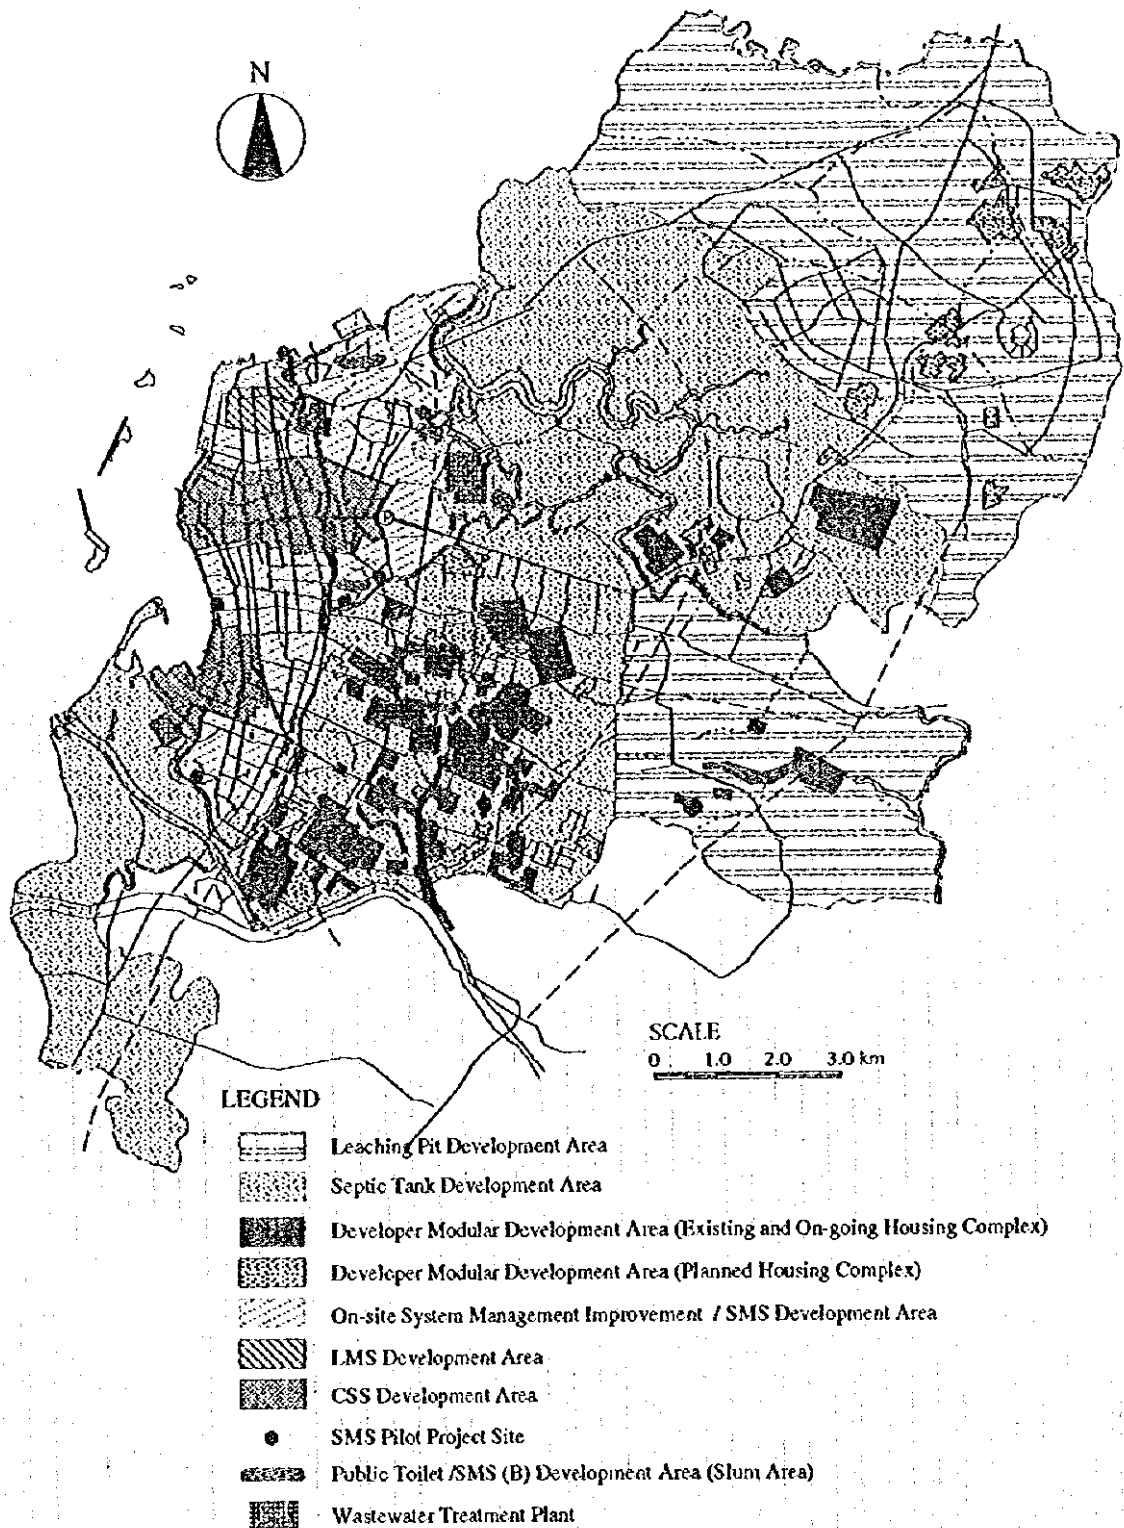 N
SCALE
0 1.0 2.0 3.0 km
LEGEND
Leaching Pit Development Area
Septic Tank Development Area
Developer Modular Development Area (Existing and On-going Housing Complex)
Developer Modular Development Area (Planned Housing Complex)
On-site System Management Improvement / SMS Development Area
LMS Development Area
CSS Development Area
SMS Pilot Project Site
Public Toilet /SMS (B) Development Area (Slum Area)
Wastewater Treatment Plant